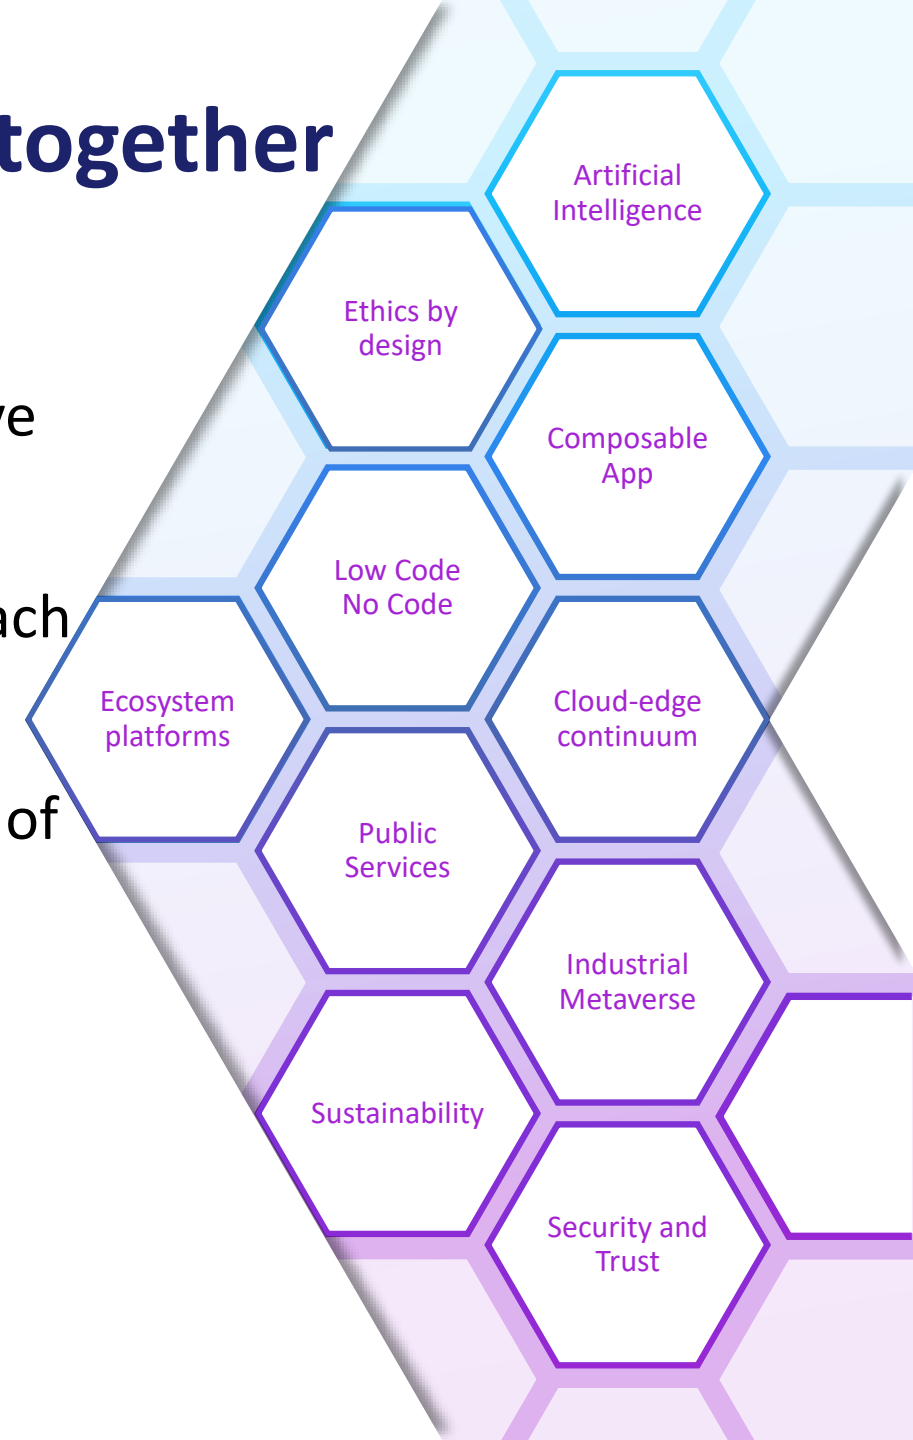 together
ve
ach
of
Artificial
Intelligence
Ethics by
design
Composable
App
Low Code
No Code
Ecosystem
platforms
Cloud-edge
continuum
Public
Services
Industrial
Metaverse
Sustainability
Security and
Trust